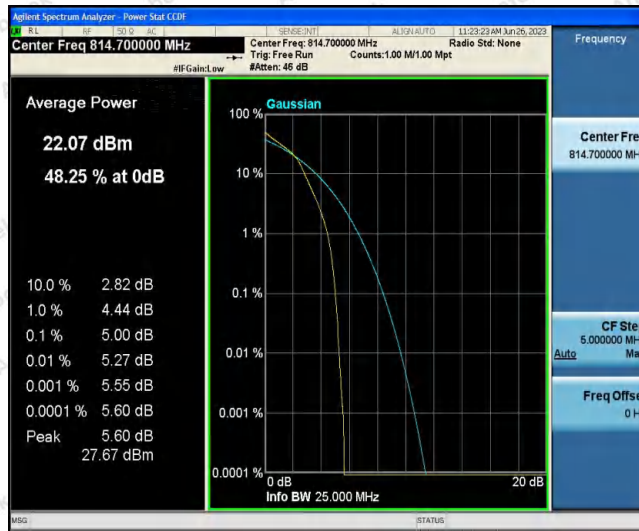 Agilent Spectrum Analyzer - Power Stat CCDF
RL RF 50 Ω AC SENSE:INT ALIGN AUTO 11:23:23 AM Jun 26, 2023
Center Freq 814.700000 MHz
Center Freq: 814.700000 MHz Radio Std: None
Trig: Free Run Counts:1.00 M/1.00 Mpt
#IFGain:Low #Atten: 46 dB
Frequency
Average Power
22.07 dBm
48.25 % at 0dB
10.0 % 2.82 dB
1.0 % 4.44 dB
0.1 % 5.00 dB
0.01 % 5.27 dB
0.001 % 5.55 dB
0.0001 % 5.60 dB
Peak 5.60 dB
27.67 dBm
Gaussian
100 %
10 %
1 %
0.1 %
0.01 %
0.001 %
0.0001 %
0 dB 20 dB
Info BW 25.000 MHz
Center Fre
814.700000 MH
CF Ste
5.000000 MH
Auto Ma
Freq Offse
0 H
MSG STATUS